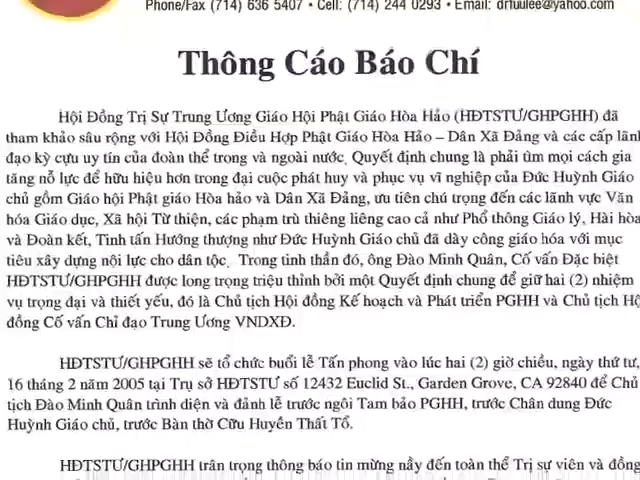 Phone/Fax (714) 636 5407 • Cell: (714) 244 0293 • Email: drfuulee@yahoo.com
Thông Cáo Báo Chí
Hội Đồng Trị Sự Trung Ương Giáo Hội Phật Giáo Hòa Hảo (HĐTSTƯ/GHPGHH) đã
tham khảo sâu rộng với Hội Đồng Điều Hợp Phật Giáo Hòa Hảo – Dân Xã Đảng và các cấp lãnh
đạo kỳ cựu uy tín của đoàn thể trong và ngoài nước. Quyết định chung là phải tìm mọi cách gia
tăng nỗ lực để hữu hiệu hơn trong đại cuộc phát huy và phục vụ vĩ nghiệp của Đức Huỳnh Giáo
chủ gồm Giáo hội Phật giáo Hòa hảo và Dân Xã Đảng, ưu tiên chú trọng đến các lãnh vực Văn
hóa Giáo dục, Xã hội Từ thiện, các phạm trù thiêng liêng cao cả như Phổ thông Giáo lý, Hài hòa
và Đoàn kết, Tinh tấn Hướng thượng như Đức Huỳnh Giáo chủ đã dày công giáo hóa với mục
tiêu xây dựng nội lực cho dân tộc. Trong tinh thần đó, ông Đào Minh Quân, Cố vấn Đặc biệt
HĐTSTƯ/GHPGHH được long trọng triệu thỉnh bởi một Quyết định chung để giữ hai (2) nhiệm
vụ trọng đại và thiết yếu, đó là Chủ tịch Hội đồng Kế hoạch và Phát triển PGHH và Chủ tịch Hộ
đồng Cố vấn Chỉ đạo Trung Ương VNDXĐ.
HĐTSTƯ/GHPGHH sẽ tổ chức buổi lễ Tấn phong vào lúc hai (2) giờ chiều, ngày thứ tư,
16 tháng 2 năm 2005 tại Trụ sở HĐTSTƯ số 12432 Euclid St., Garden Grove, CA 92840 để Chủ
tịch Đào Minh Quân trình diện và đảnh lễ trước ngôi Tam bảo PGHH, trước Chân dung Đức
Huỳnh Giáo chủ, trước Bàn thờ Cữu Huyền Thất Tổ.
HĐTSTƯ/GHPGHH trân trọng thông báo tin mừng nầy đến toàn thể Trị sự viên và đồng